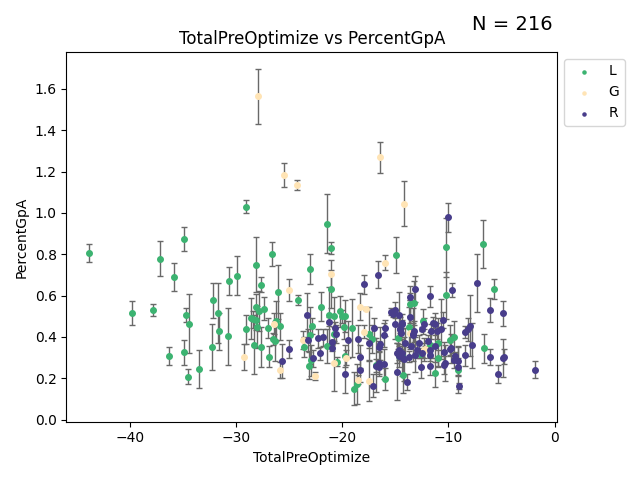 N = 216
TotalPreOptimize vs PercentGpA
L
G
R
PercentGpA
1.6
1.4
1.2
1.0
0.8
0.6
0.4
0.2
0.0
−40
−30
−20
−10
0
TotalPreOptimize